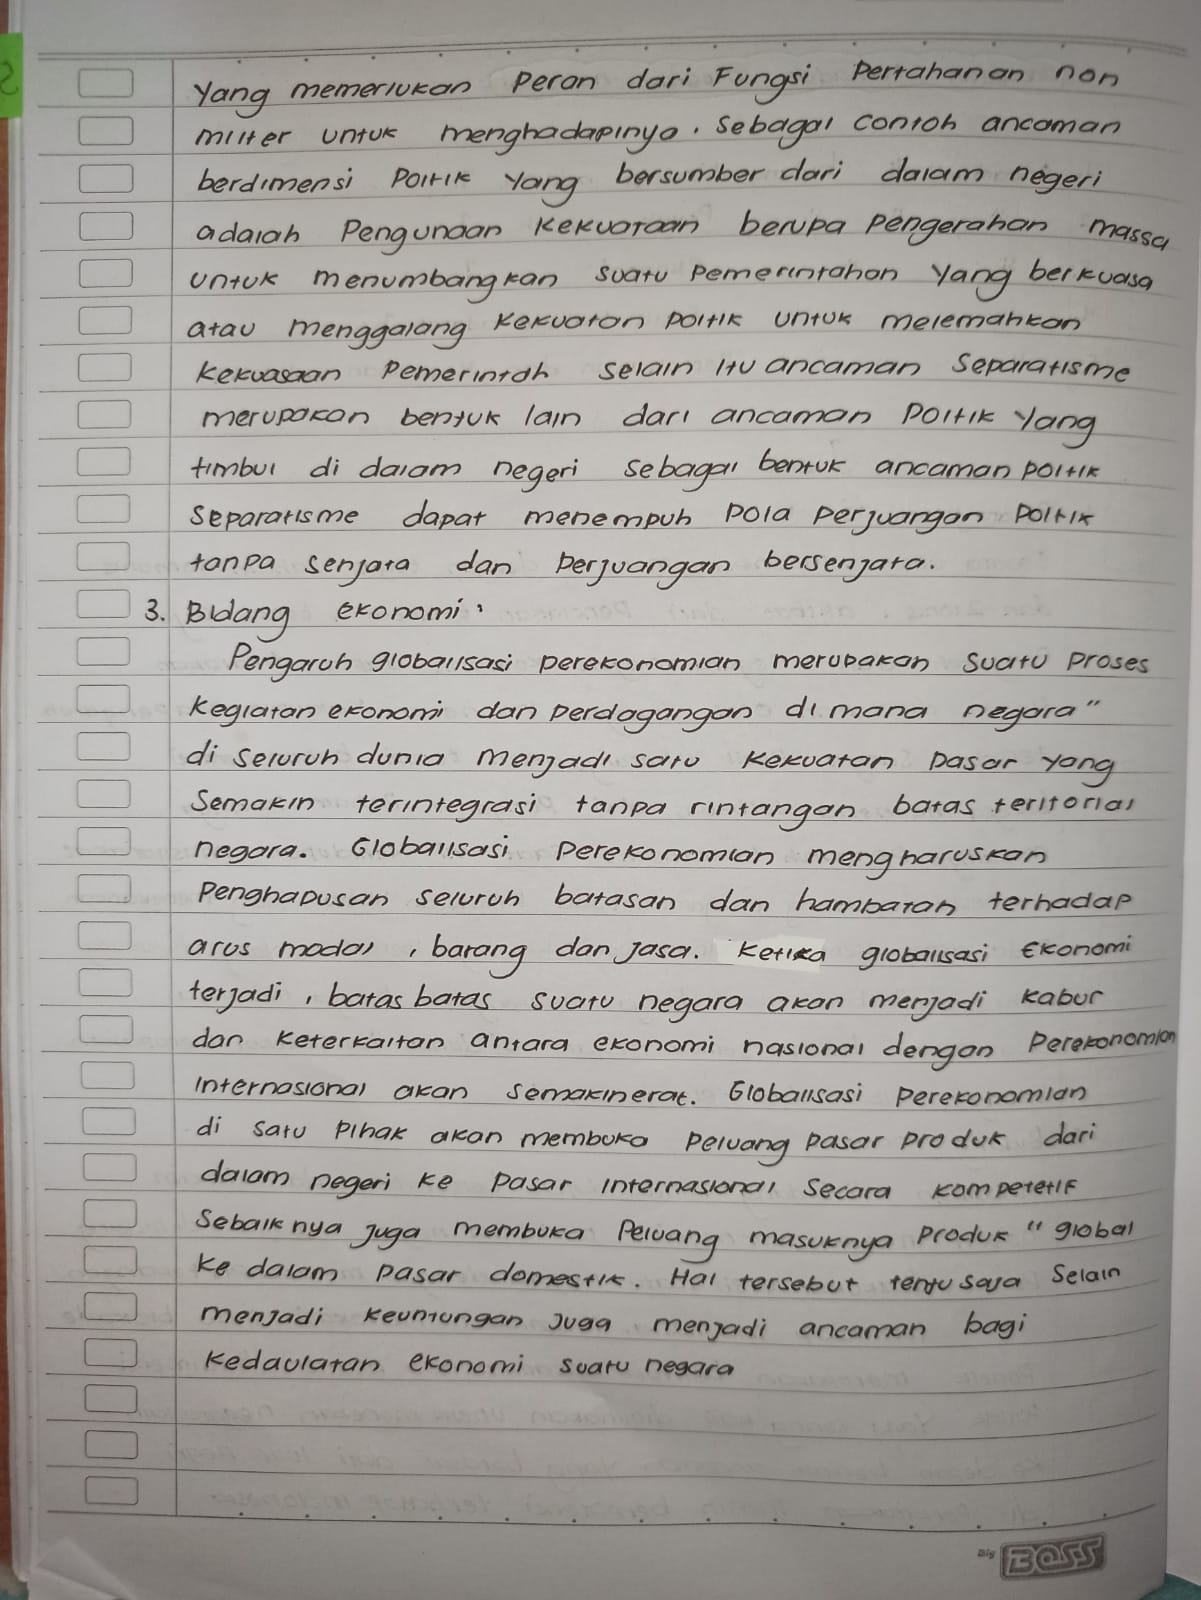 Yang memerlukan Peran dari Fungsi Pertahanan non
militer untuk menghadapinya. Sebagai contoh ancaman
berdimensi Politik Yang bersumber dari dalam negeri
adalah Pengunaan Kekuataan berupa Pengerahan massa
untuk menumbangkan suatu Pemerintahan Yang berkuasa
atau menggalang Kekuatan Poltik untuk melemahkan
Kekuasaan Pemerintah Selain itu ancaman Separatisme
merupakan bentuk lain dari ancaman Poltik Yang
timbul di dalam negeri Sebagai bentuk ancaman poltik
Separatisme dapat menempuh Pola Perjuangan Poltik
tanpa senjata dan Perjuangan bersenjata.
3. Bidang ekonomi:
Pengaruh globalisasi perekonomian merupakan suatu proses
Kegiatan ekonomi dan perdagangan di mana negara"
di Seluruh dunia menjadi satu kekuatan Pasar Yang
Semakin terintegrasi tanpa rintangan batas teritorial
negara. Globalisasi Perekonomian mengharuskan
Penghapusan seluruh batasan dan hambatan terhadap
arus modal, barang dan jasa. Ketika globalisasi Ekonomi
terjadi, batas batas suatu negara akan menjadi kabur
dan keterkaitan antara ekonomi nasional dengan Perekonomian
Internasional akan Semakinerat. Globalisasi Perekonomian
di satu Pihak akan membuka Peluang pasar produk dari
dalam negeri ke Pasar Internasional Secara kompetetif
Sebaiknya juga membuka Peluang masuknya produk" global
Ke dalam Pasar domestik. Hal tersebut tentu saja Selain
menjadi keuntungan juga menjadi ancaman bagi
Kedaulatan ekonomi suatu negara
Big BOSS